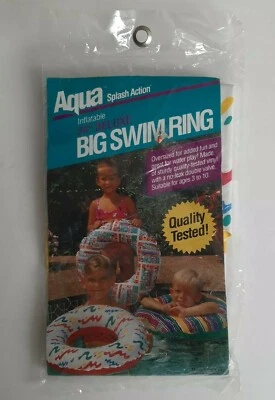 Aqua Splash Action™
Inflatable
BIG SWIM RING
Oversized for added fun and
great for water play! Made
of sturdy quality-tested vinyl
with a no-leak double valve.
Suitable for ages 3 to 10.
Quality
Tested!